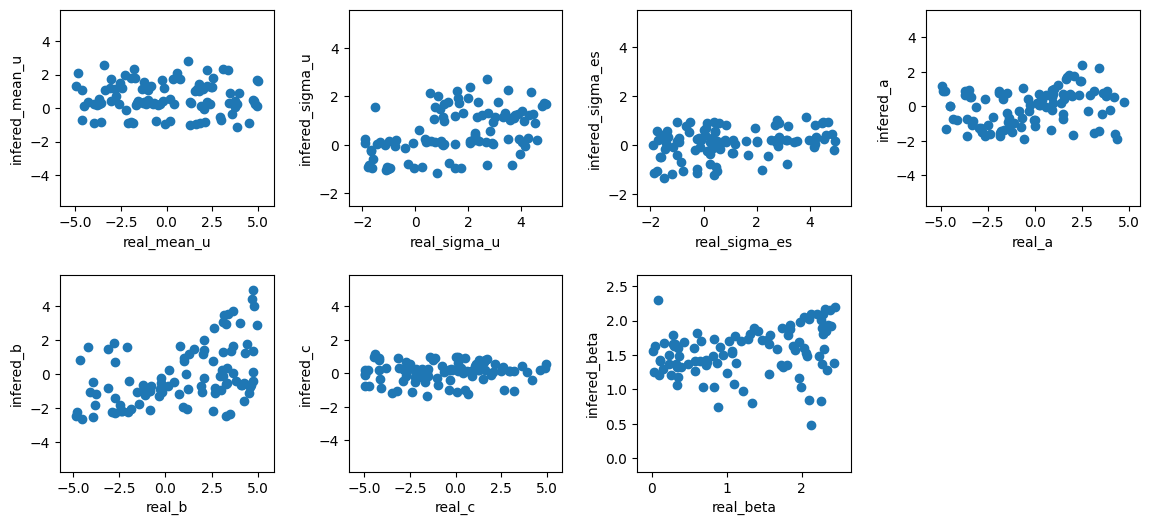 inferred_mean_u
4
2
0
−2
−4
−5.0 −2.5 0.0 2.5 5.0
real_mean_u
infered_sigma_u
4
2
0
−2
−2 0 2 4
real_sigma_u
infered_sigma_es
4
2
0
−2
−2 0 2 4
real_sigma_es
infered_a
4
2
0
−2
−4
−5.0 −2.5 0.0 2.5 5.0
real_a
infered_b
4
2
0
−2
−4
−5.0 −2.5 0.0 2.5 5.0
real_b
infered_c
4
2
0
−2
−4
−5.0 −2.5 0.0 2.5 5.0
real_c
infered_beta
2.5
2.0
1.5
1.0
0.5
0.0
0 1 2
real_beta